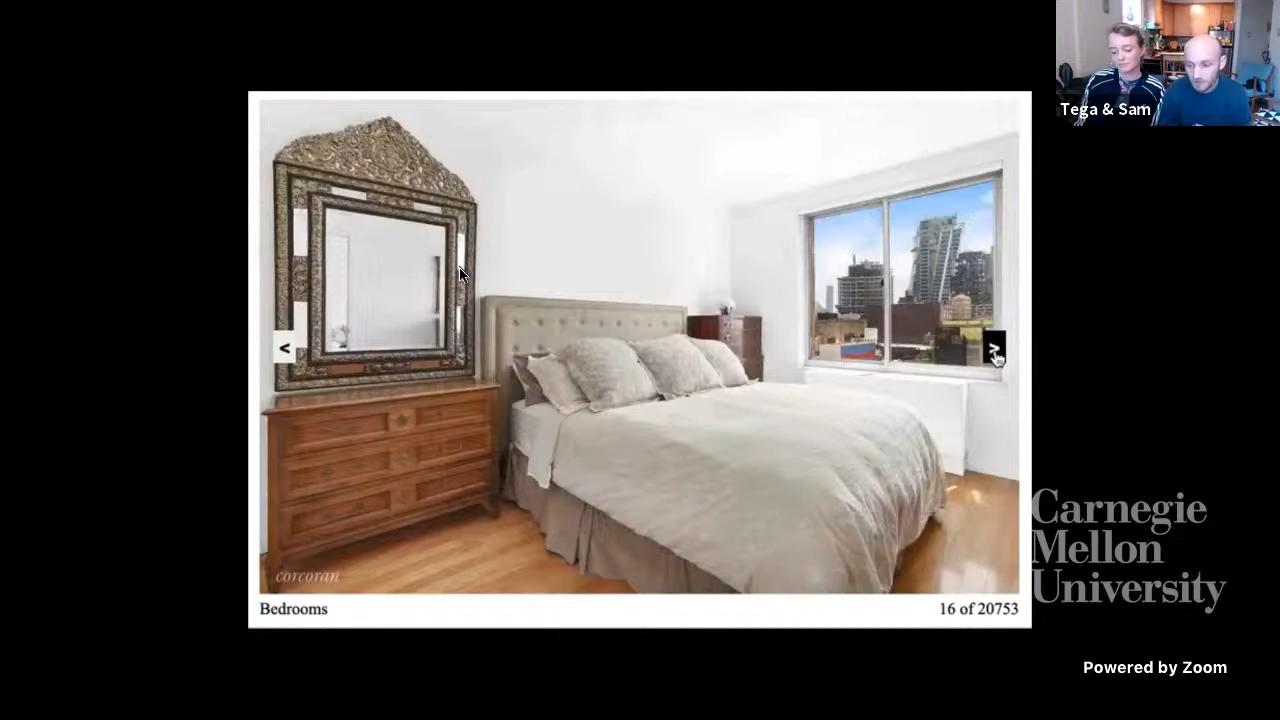 Tega & Sam
<
>
corcoran
Bedrooms
16 of 20753
Carnegie
Mellon
University
Powered by Zoom